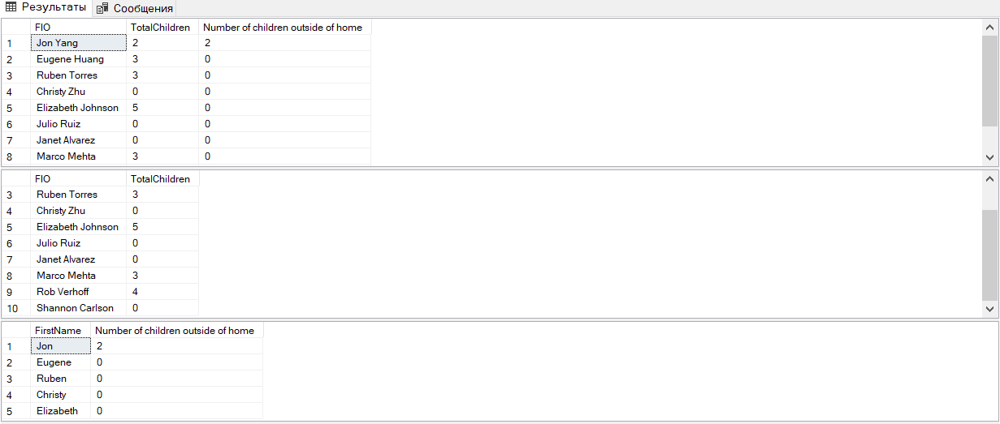 Результаты Сообщения
FIO TotalChildren Number of children outside of home
1 Jon Yang 2 2
2 Eugene Huang 3 0
3 Ruben Torres 3 0
4 Christy Zhu 0 0
5 Elizabeth Johnson 5 0
6 Julio Ruiz 0 0
7 Janet Alvarez 0 0
8 Marco Mehta 3 0
FIO TotalChildren
3 Ruben Torres 3
4 Christy Zhu 0
5 Elizabeth Johnson 5
6 Julio Ruiz 0
7 Janet Alvarez 0
8 Marco Mehta 3
9 Rob Verhoff 4
10 Shannon Carlson 0
FirstName Number of children outside of home
1 Jon 2
2 Eugene 0
3 Ruben 0
4 Christy 0
5 Elizabeth 0